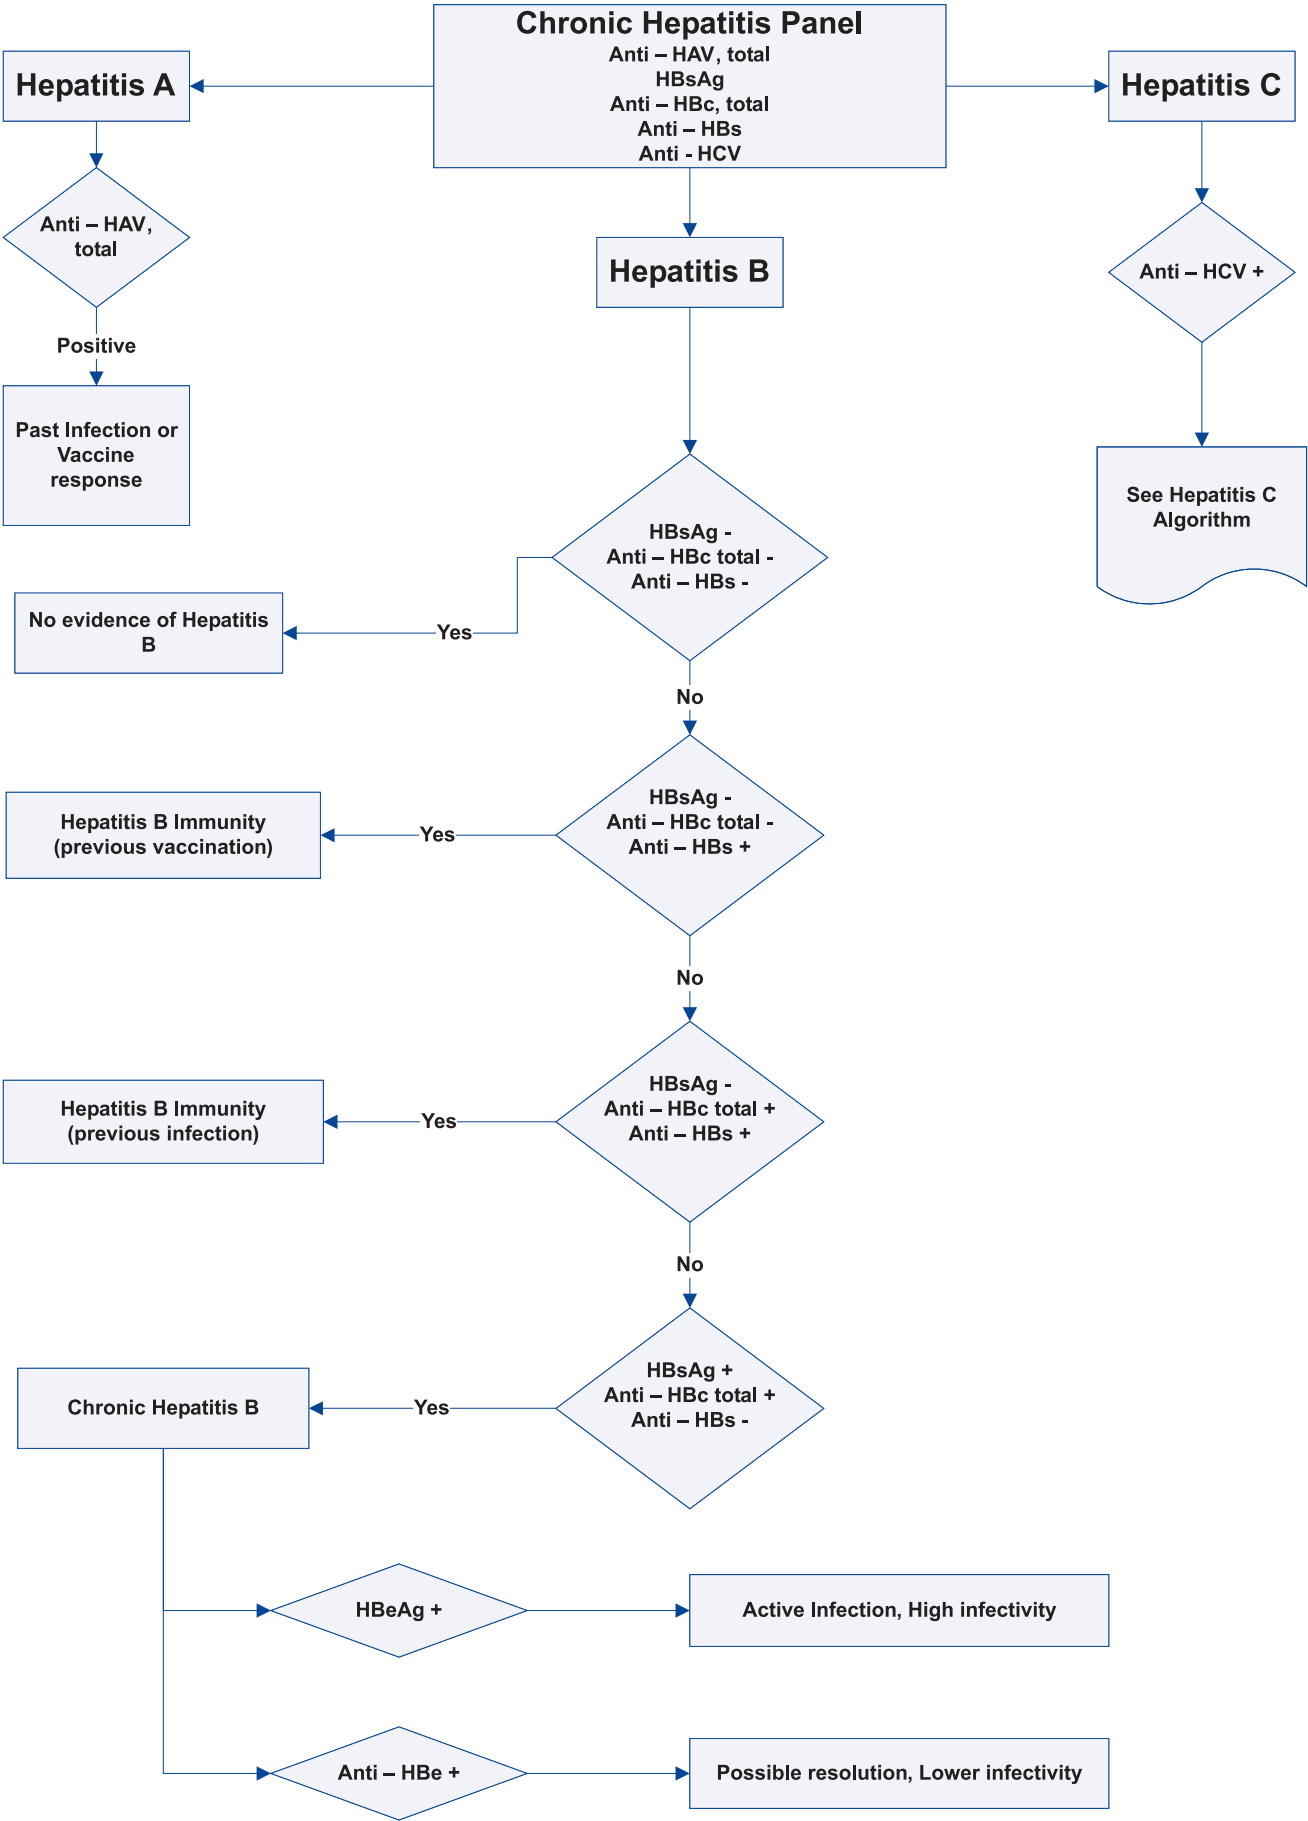 Chronic Hepatitis Panel
Anti – HAV, total
HBsAg
Anti – HBc, total
Anti – HBs
Anti - HCV
Hepatitis A
Anti – HAV,
total
Positive
Past Infection or
Vaccine
response
Hepatitis C
Anti – HCV +
See Hepatitis C
Algorithm
Hepatitis B
HBsAg -
Anti – HBc total -
Anti – HBs -
Yes
No evidence of Hepatitis
B
No
HBsAg -
Anti – HBc total -
Anti – HBs +
Yes
Hepatitis B Immunity
(previous vaccination)
No
HBsAg -
Anti – HBc total +
Anti – HBs +
Yes
Hepatitis B Immunity
(previous infection)
No
HBsAg +
Anti – HBc total +
Anti – HBs -
Yes
Chronic Hepatitis B
HBeAg +
Active Infection, High infectivity
Anti – HBe +
Possible resolution, Lower infectivity